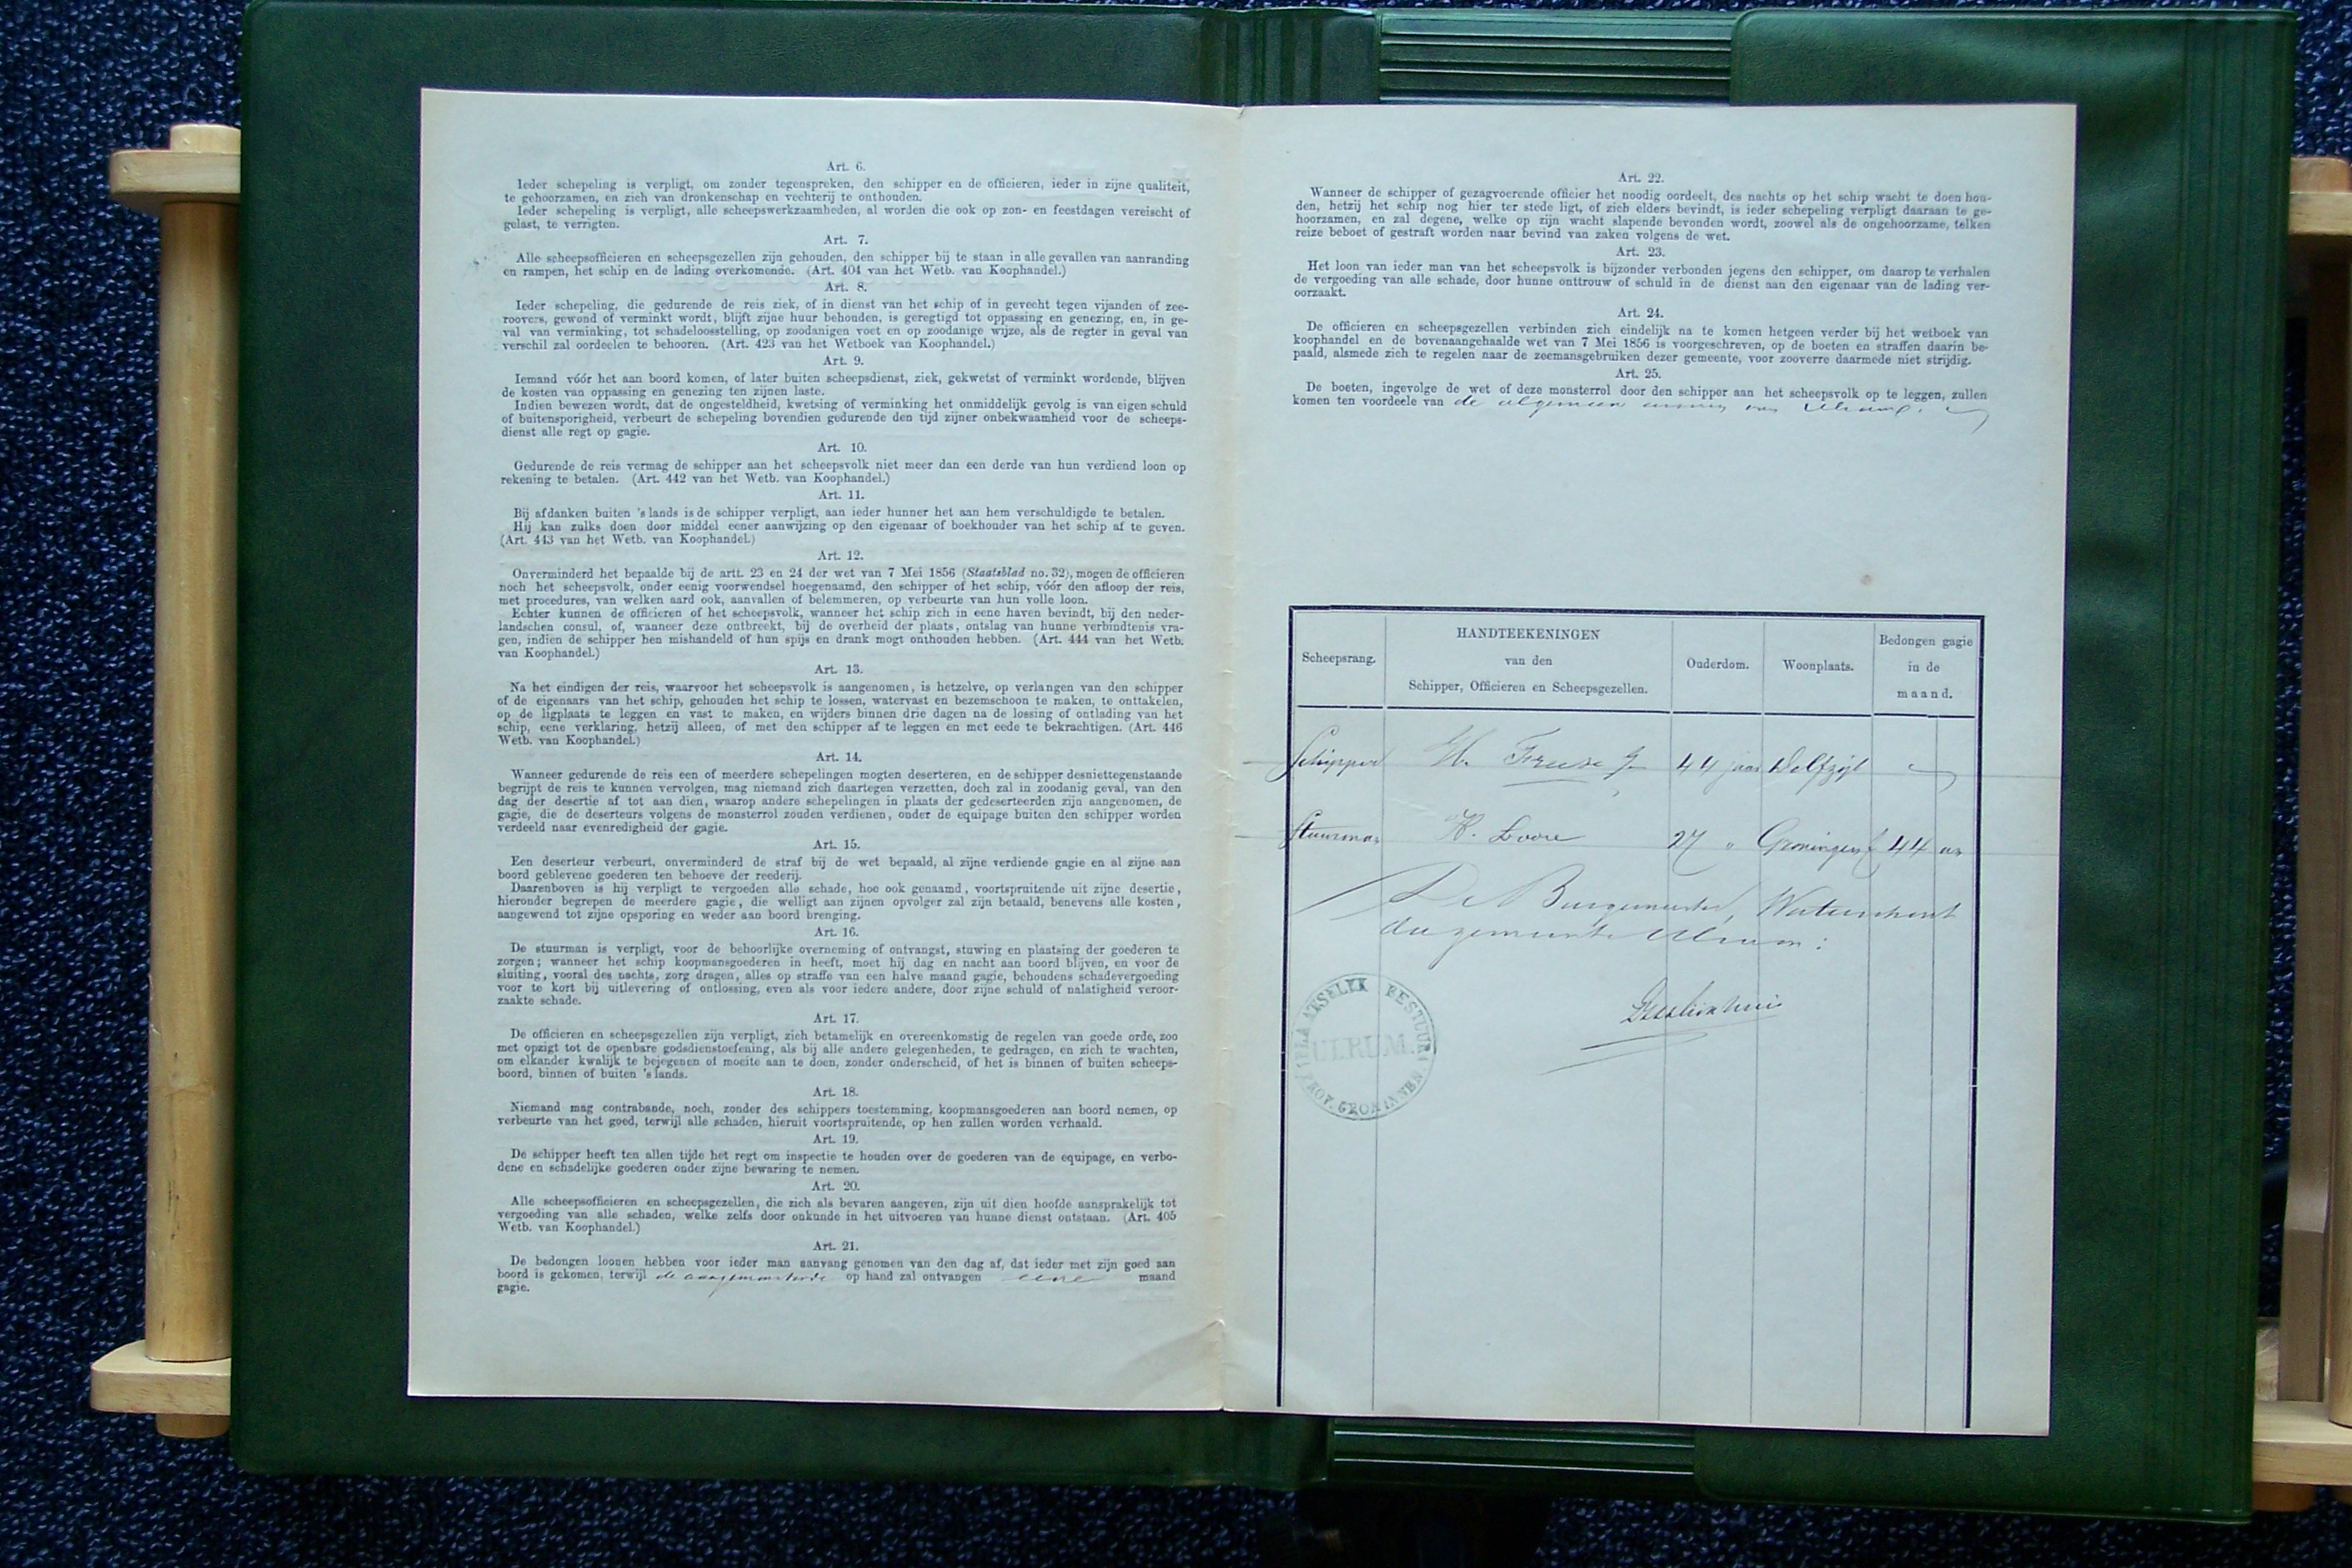 Art. 6.
Ieder schepeling is verpligt, om zonder tegenspreken, den schipper en de officieren, ieder in zijne qualiteit,
te gehoorzamen, en zich van dronkenschap en vechterij te onthouden.
Ieder schepeling is verpligt, alle scheepswerkzaamheden, al worden die ook op zon- en feestdagen vereischt of
gelast, te verrigten.
Art. 7.
Alle scheepsofficieren en scheepsgezellen zijn gehouden, den schipper bij te staan in alle gevallen van aanranding
en rampen, het schip en de lading overkomende. (Art. 404 van het Wetb. van Koophandel.)
Art. 8.
Ieder schepeling, die gedurende de reis ziek, of in dienst van het schip of in gevecht tegen vijanden of zee-
roovers, gewond of verminkt wordt, blijft zijne huur behouden, is geregtigd tot oppassing en genezing, en, in ge-
val van verminking, tot schadeloosstelling, op zoodanigen voet en op zoodanige wijze, als de regter in geval van
verschil zal oordeelen te behooren. (Art. 423 van het Wetboek van Koophandel.)
Art. 9.
Iemand vóór het aan boord komen, of later buiten scheepsdienst, ziek, gekwetst of verminkt wordende, blijven
de kosten van oppassing en genezing ten zijnen laste.
Indien bewezen wordt, dat de ongesteldheid, kwetsing of verminking het onmiddelijk gevolg is van eigen schuld
of buitensporigheid, verbeurt de schepeling bovendien gedurende den tijd zijner onbekwaamheid voor de scheeps-
dienst alle regt op gagie.
Art. 10.
Gedurende de reis vermag de schipper aan het scheepsvolk niet meer dan een derde van hun verdiend loon op
rekening te betalen. (Art. 442 van het Wetb. van Koophandel.)
Art. 11.
Bij afdanken buiten 's lands is de schipper verpligt, aan ieder hunner het aan hem verschuldigde te betalen.
Hij kan zulks doen door middel eener aanwijzing op den eigenaar of boekhouder van het schip af te geven.
(Art. 443 van het Wetb. van Koophandel.)
Art. 12.
Onverminderd het bepaalde bij de artt. 23 en 24 der wet van 7 Mei 1856 (Staatsblad no. 32), mogen de officieren
noch het scheepsvolk, onder eenig voorwendsel hoegenaamd, den schipper of het schip, vóór den afloop der reis,
met procedures, van welken aard ook, aanvallen of belemmeren, op verbeurte van hun volle loon.
Echter kunnen de officieren of het scheepsvolk, wanneer het schip zich in eene haven bevindt, bij den neder-
landschen consul, of, wanneer deze ontbreekt, bij de overheid der plaats, ontslag van hunne verbindtenis vra-
gen, indien de schipper hen mishandeld of hun spijs en drank mogt onthouden hebben. (Art. 444 van het Wetb.
van Koophandel.)
Art. 13.
Na het eindigen der reis, waarvoor het scheepsvolk is aangenomen, is hetzelve, op verlangen van den schipper
of de eigenaars van het schip, gehouden het schip te lossen, watervast en bezemschoon te maken, te onttakelen,
op de ligplaats te leggen en vast te maken, en wijders binnen drie dagen na de lossing of ontlading van het
schip, eene verklaring, hetzij alleen, of met den schipper af te leggen en met eede te bekrachtigen. (Art. 446
Wetb. van Koophandel.)
Art. 14.
Wanneer gedurende de reis een of meerdere schepelingen mogten deserteren, en de schipper desniettegenstaande
begrijpt de reis te kunnen vervolgen, mag niemand zich daartegen verzetten, doch zal in zoodanig geval, van den
dag der desertie af tot aan dien, waarop andere schepelingen in plaats der gedeserteerden zijn aangenomen, de
gagie, die de deserteurs volgens de monsterrol zouden verdienen, onder de equipage buiten den schipper worden
verdeeld naar evenredigheid der gagie.
Art. 15.
Een deserteur verbeurt, onverminderd de straf bij de wet bepaald, al zijne verdiende gagie en al zijne aan
boord geblevene goederen ten behoeve der reederij.
Daarenboven is hij verpligt te vergoeden alle schade, hoe ook genaamd, voortspruitende uit zijne desertie,
hieronder begrepen de meerdere gagie, die welligt aan zijnen opvolger zal zijn betaald, benevens alle kosten,
aangewend tot zijne opsporing en weder aan boord brenging.
Art. 16.
De stuurman is verpligt, voor de behoorlijke overneming of ontvangst, stuwing en plaatsing der goederen te
zorgen; wanneer het schip koopmansgoederen in heeft, moet hij dag en nacht aan boord blijven, en voor de
sluiting, vooral des nachts, zorg dragen, alles op straffe van een halve maand gagie, behoudens schadevergoeding
voor te kort bij uitlevering of ontlossing, even als voor iedere andere, door zijne schuld of nalatigheid veroor-
zaakte schade.
Art. 17.
De officieren en scheepsgezellen zijn verpligt, zich betamelijk en overeenkomstig de regelen van goede orde, zoo
met opzigt tot de openbare godsdienstoefening, als bij alle andere gelegenheden, te gedragen, en zich te wachten,
om elkander kwalijk te bejegenen of moeite aan te doen, zonder onderscheid, of het is binnen of buiten scheeps-
boord, binnen of buiten 's lands.
Art. 18.
Niemand mag contrabande, noch, zonder des schippers toestemming, koopmansgoederen aan boord nemen, op
verbeurte van het goed, terwijl alle schaden, hieruit voortspruitende, op hen zullen worden verhaald.
Art. 19.
De schipper heeft ten allen tijde het regt om inspectie te houden over de goederen van de equipage, en verbo-
dene en schadelijke goederen onder zijne bewaring te nemen.
Art. 20.
Alle scheepsofficieren en scheepsgezellen, die zich als bevaren aangeven, zijn uit dien hoofde aansprakelijk tot
vergoeding van alle schaden, welke zelfs door onkunde in het uitvoeren van hunne dienst ontstaan. (Art. 405
Wetb. van Koophandel.)
Art. 21.
De bedongen loonen hebben voor ieder man aanvang genomen van den dag af, dat ieder met zijn goed aan
boord is gekomen, terwijl de aangemonsterde op hand zal ontvangen eene maand
gagie.
Art. 22.
Wanneer de schipper of gezagvoerende officier het noodig oordeelt, des nachts op het schip wacht te doen hou-
den, hetzij het schip nog hier ter stede ligt, of zich elders bevindt, is ieder schepeling verpligt daaraan te ge-
hoorzamen, en zal degene, welke op zijn wacht slapende bevonden wordt, zoowel als de ongehoorzame, telken
reize beboet of gestraft worden naar bevind van zaken volgens de wet.
Art. 23.
Het loon van ieder man van het scheepsvolk is bijzonder verbonden jegens den schipper, om daarop te verhalen
de vergoeding van alle schade, door hunne onttrouw of schuld in de dienst aan den eigenaar van de lading ver-
oorzaakt.
Art. 24.
De officieren en scheepsgezellen verbinden zich eindelijk na te komen hetgeen verder bij het wetboek van
koophandel en de bovenaangehaalde wet van 7 Mei 1856 is voorgeschreven, op de boeten en straffen daarin be-
paald, alsmede zich te regelen naar de zeemansgebruiken dezer gemeente, voor zooverre daarmede niet strijdig.
Art. 25.
De boeten, ingevolge de wet of deze monsterrol door den schipper aan het scheepsvolk op te leggen, zullen
komen ten voordeele van de algemeen armen van Ulrum.
Scheepsrang. HANDTEEKENINGEN van den Schipper, Officieren en Scheepsgezellen. Ouderdom. Woonplaats. Bedongen gagie in de maand.
Schipper H. Freese Jr 44 jaar Delfzijl
Stuurman H. 27 " Groningen f 44
De Burgemeester, Waterschout
der gemeente Ulrum:
PLAATSELYK BESTUUR
ULRUM.
PROV. GRONINGEN